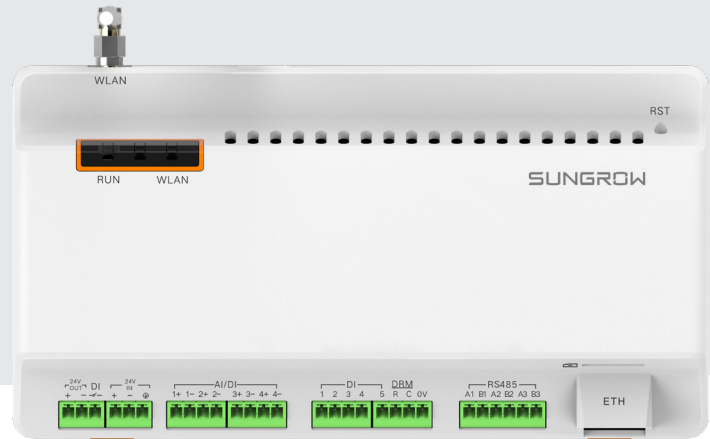 WLAN
RST
RUN WLAN
SUNGROW
24V OUT DI 24V IN
+ - + -
AI/DI
1+ 1- 2+ 2- 3+ 3- 4+ 4-
DI DRM
1 2 3 4 5 R C 0V
RS485
A1 B1 A2 B2 A3 B3
ETH